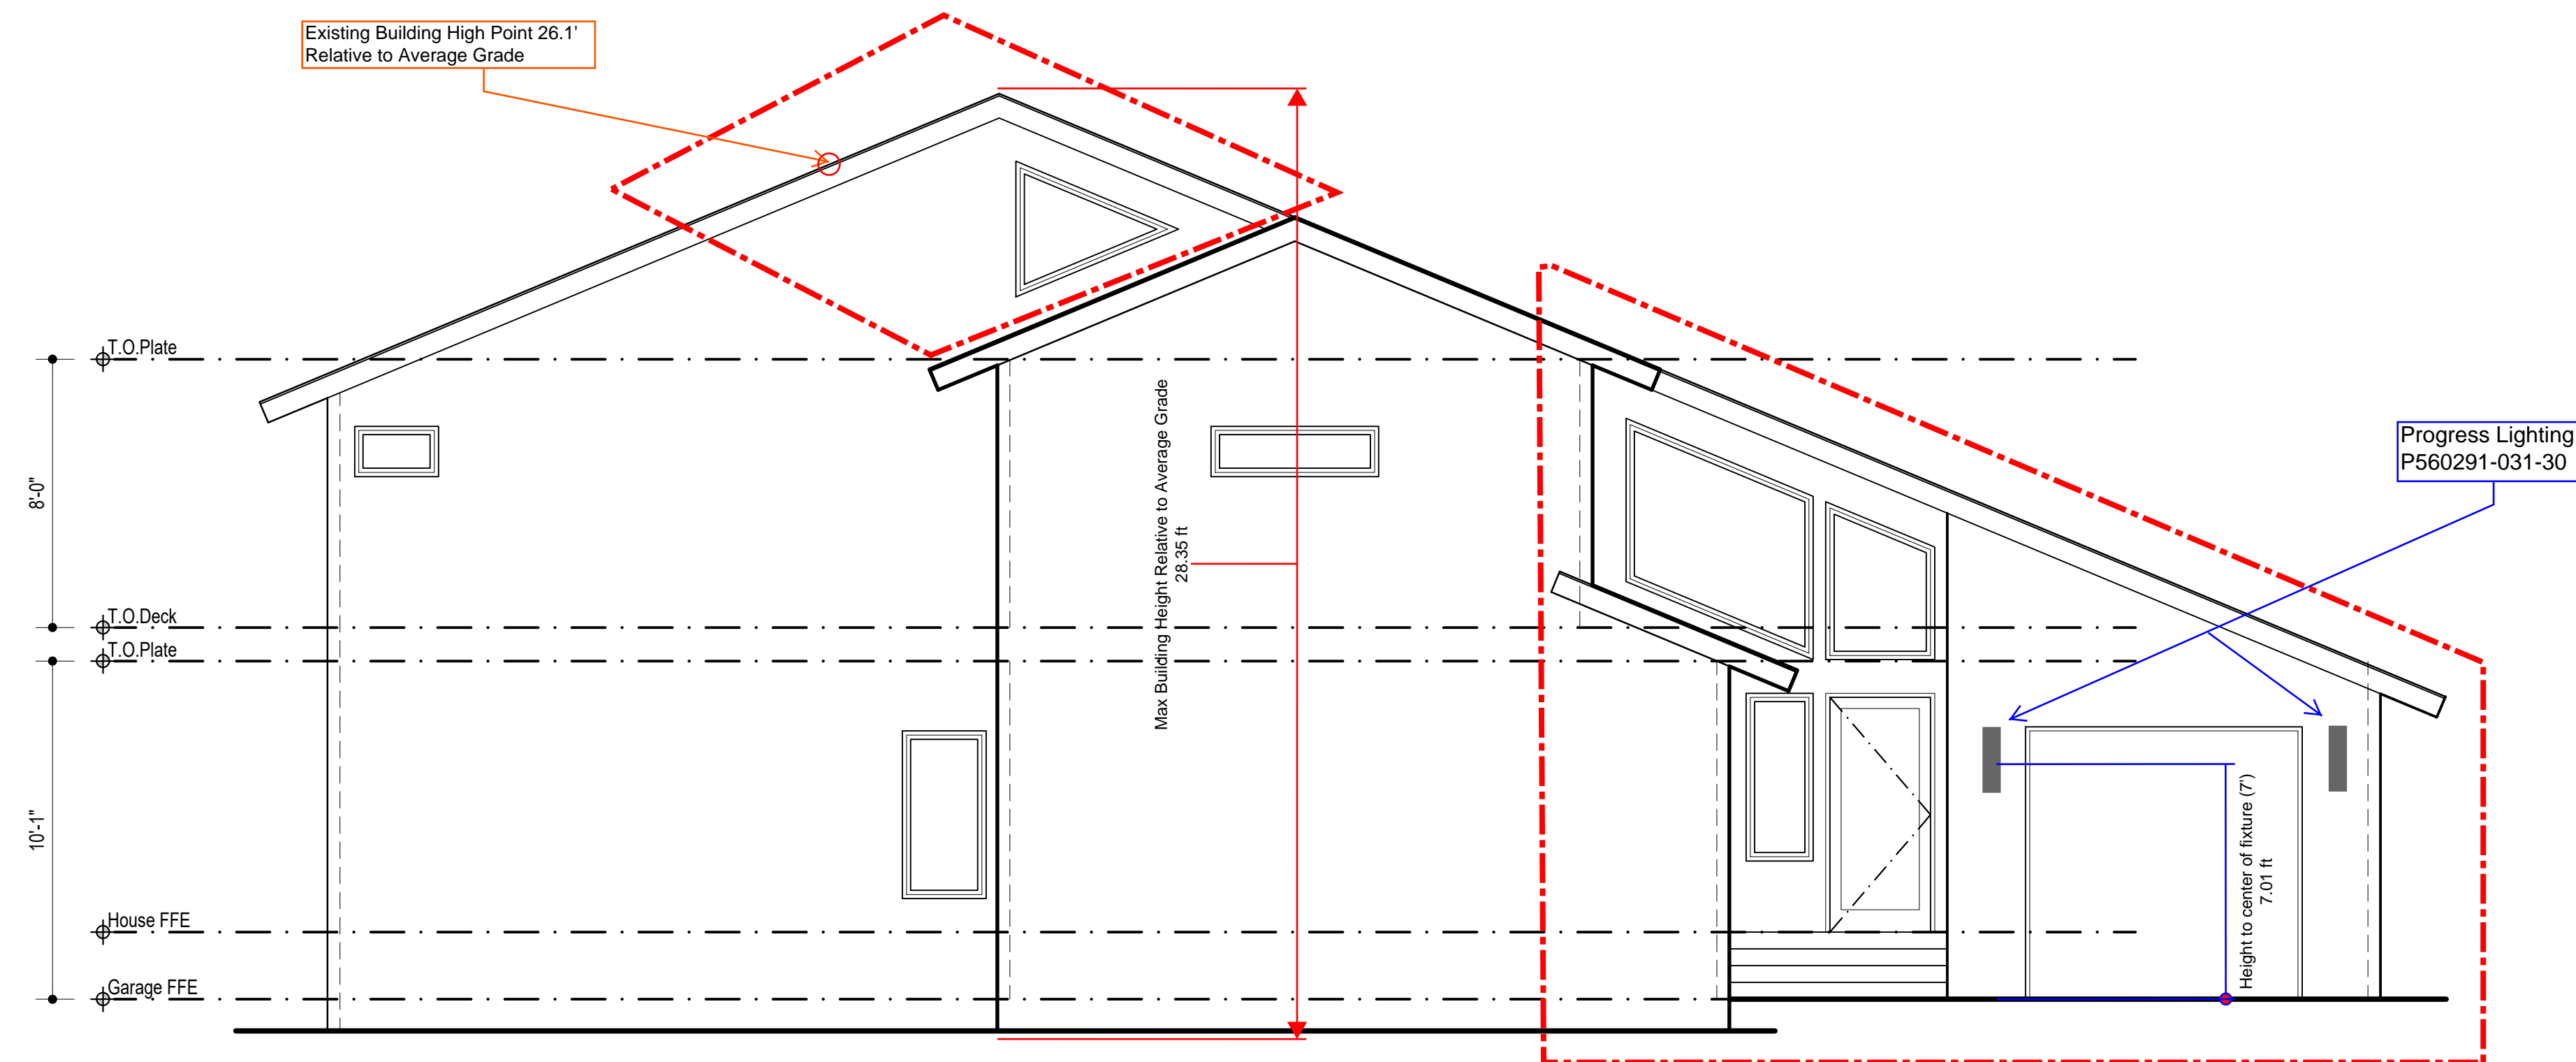 Existing Building High Point 26.1'
Relative to Average Grade
T.O.Plate
8'-0"
T.O.Deck
T.O.Plate
10'-1"
House FFE
Garage FFE
Max Building Height Relative to Average Grade
28.35 ft
Progress Lighting
P560291-031-30
Height to center of fixture (7')
7.01 ft